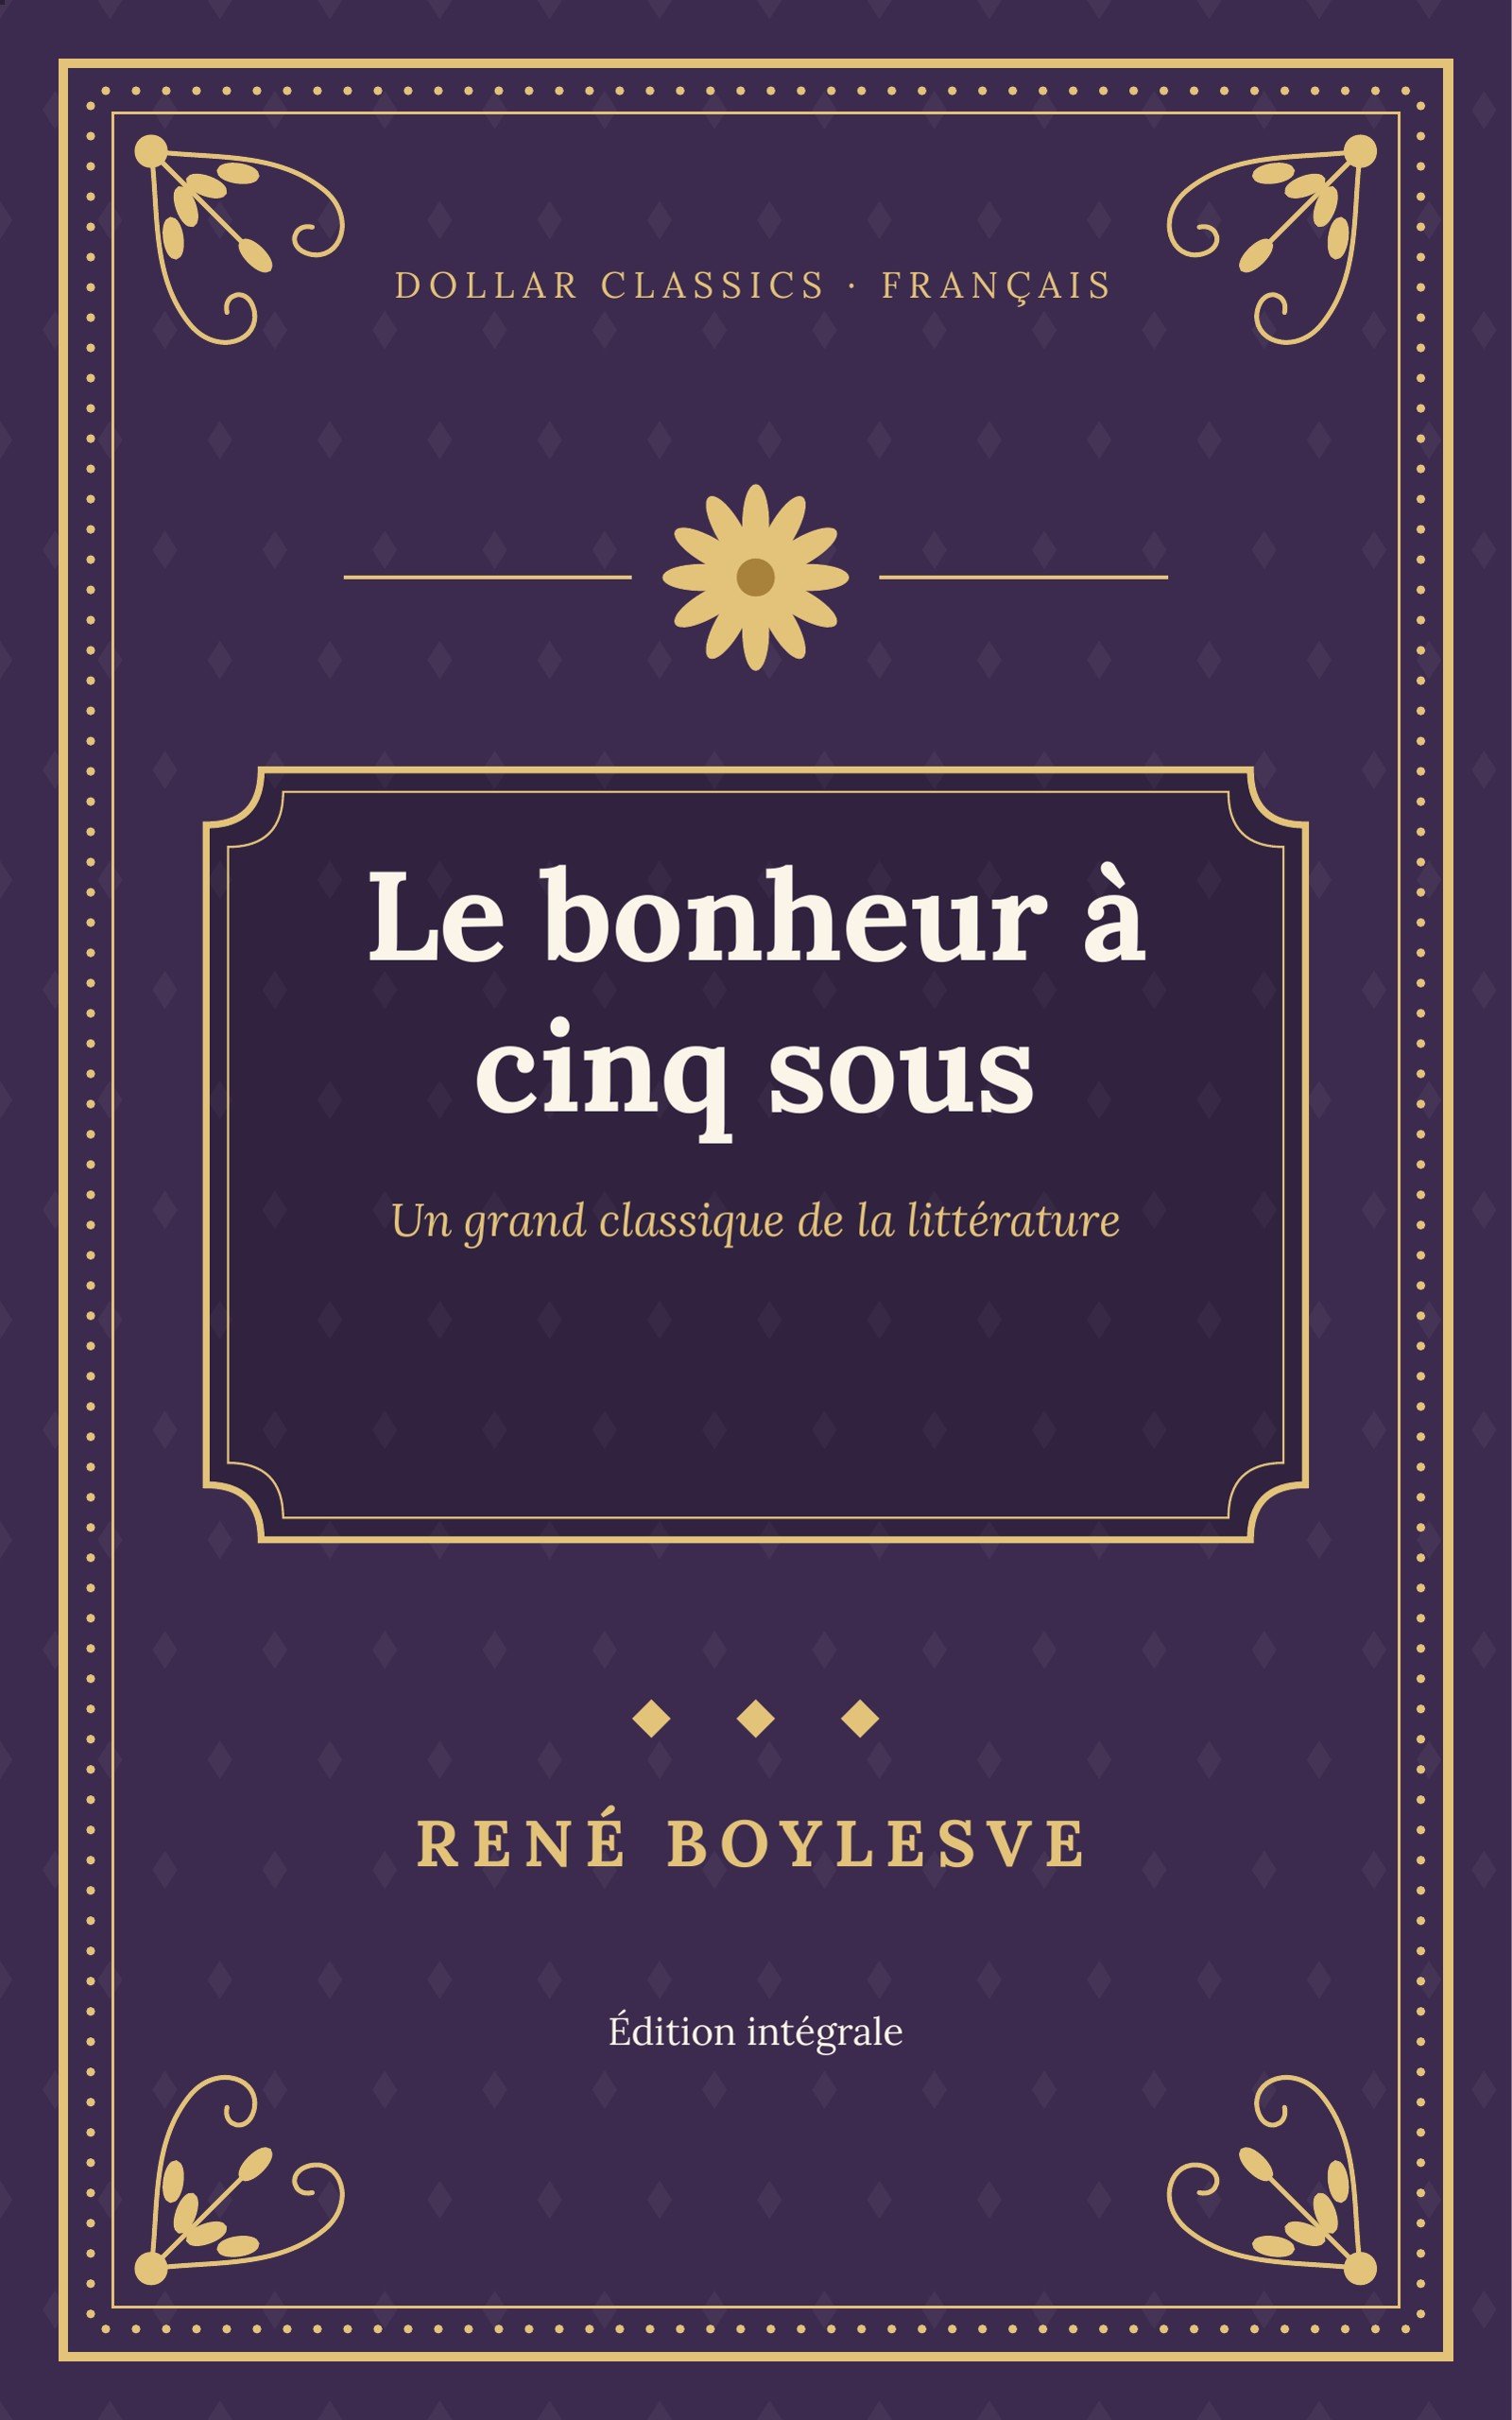 DOLLAR CLASSICS · FRANÇAIS
Le bonheur à
cinq sous
Un grand classique de la littérature
RENÉ BOYLESVE
Édition intégrale